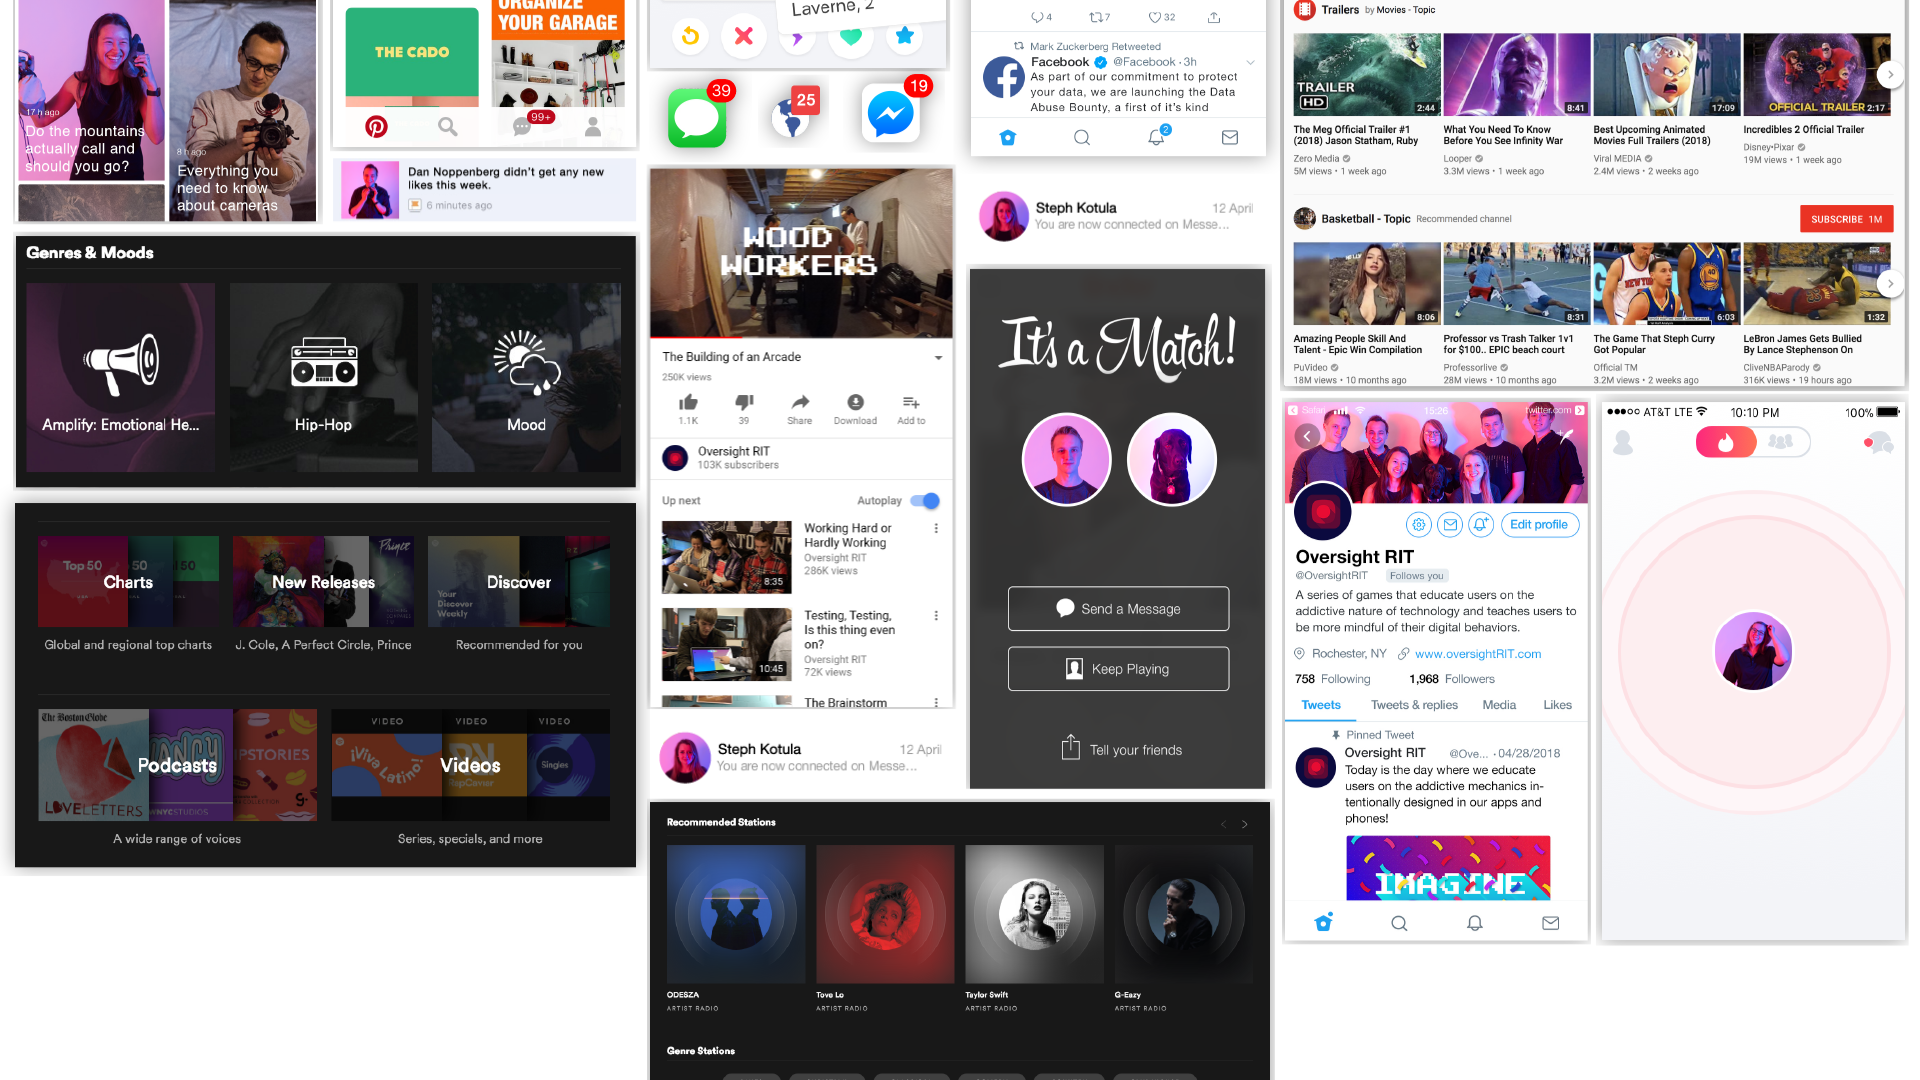 17 h ago
Do the mountains
actually call and
should you go?
8 h ago
Everything you
need to know
about cameras
THE CADO
ORGANIZE
YOUR GARAGE
99+
Dan Noppenberg didn't get any new
likes this week.
6 minutes ago
Genres & Moods
Amplify: Emotional He...
Hip-Hop
Mood
Top 50
50
Charts
Global and regional top charts
Prince
New Releases
J. Cole, A Perfect Circle, Prince
Your
Discover
Weekly
Discover
Recommended for you
The Boston Globe
LOVELETTERS
WNYCSTUDIOS
Podcasts
A wide range of voices
VIDEO
VIDEO
VIDEO
¡Viva Latino!
RapCaviar
Singles
Videos
Series, specials, and more
Laverne, 2
39
25
19
WOOD
WORKERS
The Building of an Arcade
250K views
1.1K
39
Share
Download
Add to
Oversight RIT
103K subscribers
Up next
Autoplay
8:35
Working Hard or
Hardly Working
Oversight RIT
286K views
10:45
Testing, Testing,
Is this thing even
on?
Oversight RIT
72K views
The Brainstorm
Steph Kotula
12 April
You are now connected on Messe...
Recommended Stations
ODESZA
ARTIST RADIO
Tove Lo
ARTIST RADIO
Taylor Swift
ARTIST RADIO
G-Eazy
ARTIST RADIO
Genre Stations
4
7
32
Mark Zuckerberg Retweeted
Facebook @Facebook · 3h
As part of our commitment to protect
your data, we are launching the Data
Abuse Bounty, a first of it's kind
2
Steph Kotula
12 April
You are now connected on Messe...
It's a Match!
Send a Message
Keep Playing
Tell your friends
Trailers by Movies - Topic
TRAILER
HD
2:44
8:41
17:09
OFFICIAL TRAILER
2:17
The Meg Official Trailer #1
(2018) Jason Statham, Ruby
Zero Media
5M views • 1 week ago
What You Need To Know
Before You See Infinity War
Looper
3.3M views • 1 week ago
Best Upcoming Animated
Movies Full Trailers (2018)
Viral MEDIA
2.4M views • 2 weeks ago
Incredibles 2 Official Trailer
Disney•Pixar
19M views • 1 week ago
Basketball - Topic Recommended channel
SUBSCRIBE 1M
8:06
8:31
6:03
1:32
Amazing People Skill And
Talent - Epic Win Compilation
PuVideo
18M views • 10 months ago
Professor vs Trash Talker 1v1
for $100.. EPIC beach court
Professorlive
28M views • 10 months ago
The Game That Steph Curry
Got Popular
Official TM
3.2M views • 2 weeks ago
LeBron James Gets Bullied
By Lance Stephenson On
CliveNBAParody
316K views • 19 hours ago
Safari
15:26
twitter.com
Edit profile
Oversight RIT
@OversightRIT Follows you
A series of games that educate users on the
addictive nature of technology and teaches users to
be more mindful of their digital behaviors.
Rochester, NY www.oversightRIT.com
758 Following 1,968 Followers
Tweets
Tweets & replies
Media
Likes
Pinned Tweet
Oversight RIT @Ove... · 04/28/2018
Today is the day where we educate
users on the addictive mechanics in-
tentionally designed in our apps and
phones!
IMAGINE
AT&T LTE
10:10 PM
100%